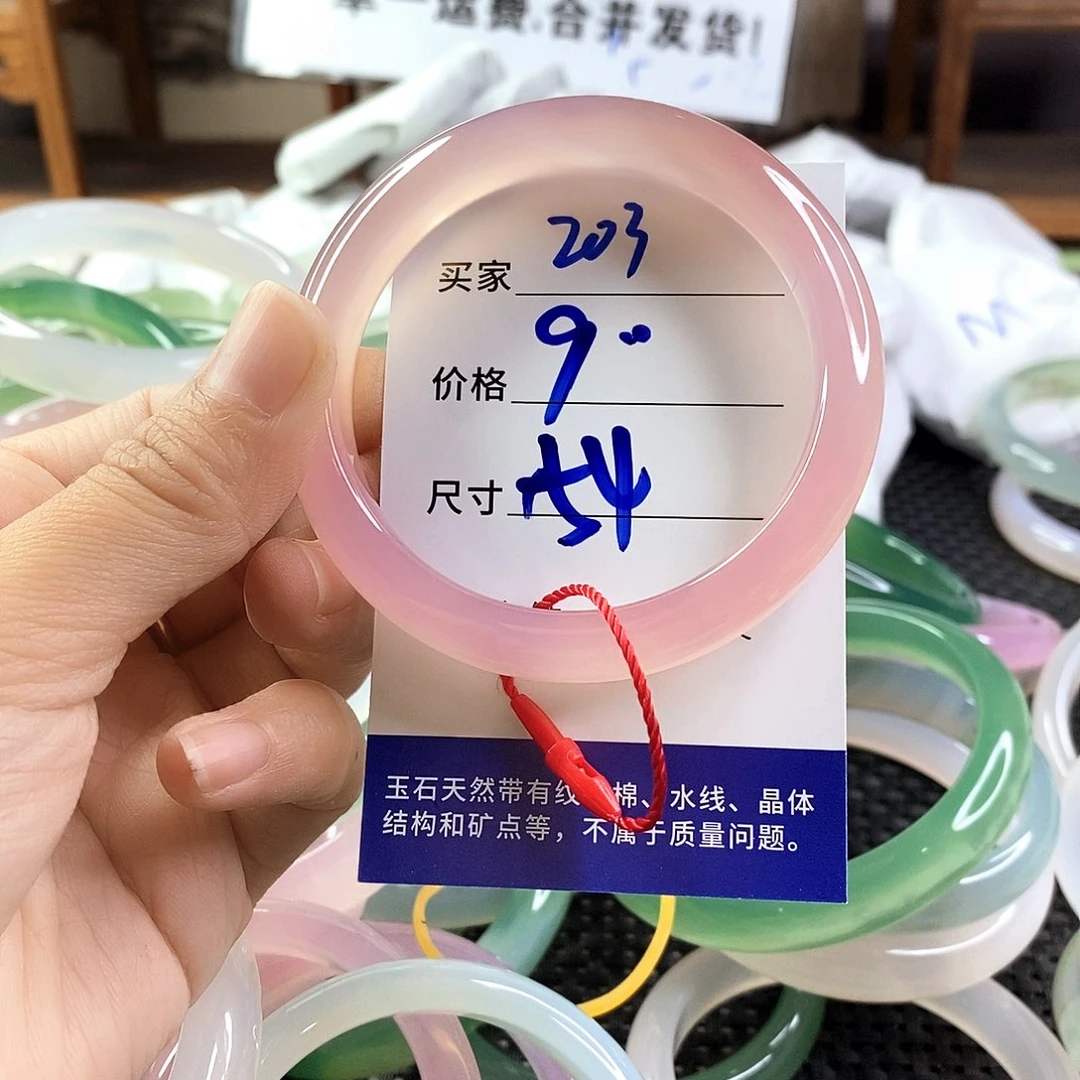 单一运费.合并发货!
买家 203
价格 9"
尺寸 54
玉石天然带有纹、棉、水线、晶体
结构和矿点等，不属于质量问题。
M